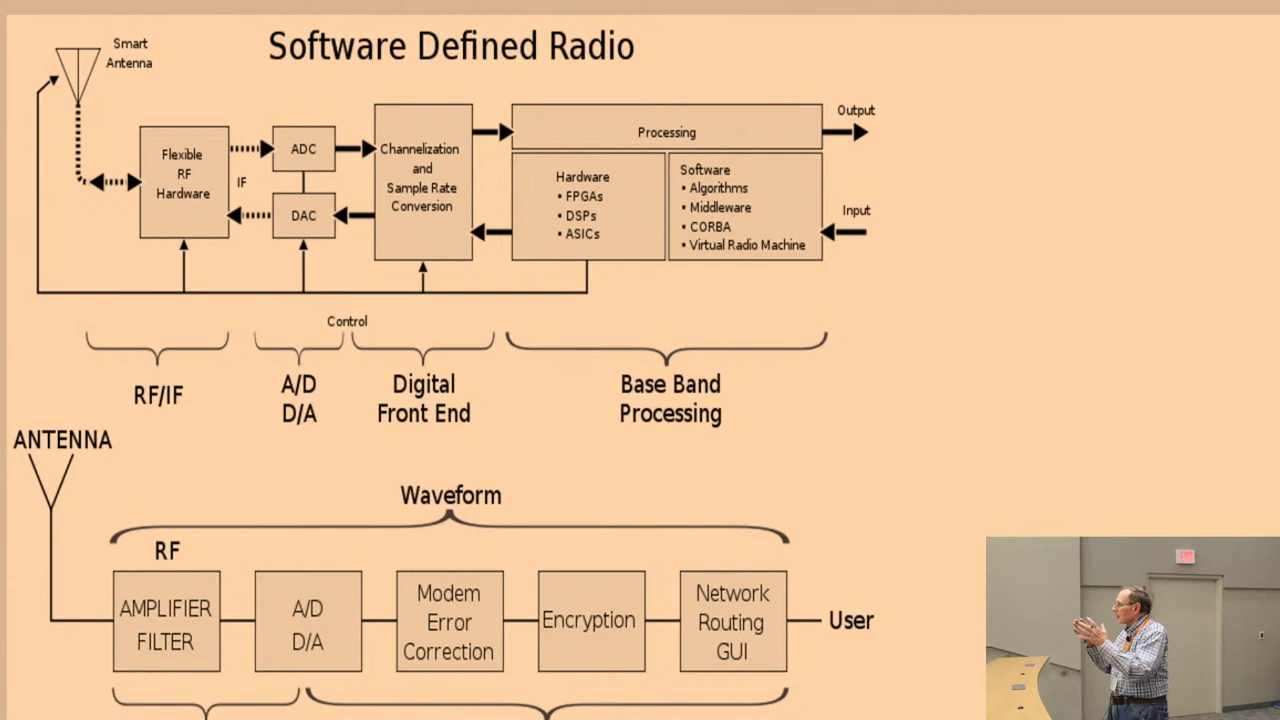 Software Defined Radio
Smart
Antenna
Flexible
RF
Hardware
IF
ADC
DAC
Channelization
and
Sample Rate
Conversion
Processing
Hardware
• FPGAs
• DSPs
• ASICs
Software
• Algorithms
• Middleware
• CORBA
• Virtual Radio Machine
Output
Input
Control
RF/IF
A/D
D/A
Digital
Front End
Base Band
Processing
ANTENNA
Waveform
RF
AMPLIFIER
FILTER
A/D
D/A
Modem
Error
Correction
Encryption
Network
Routing
GUI
User